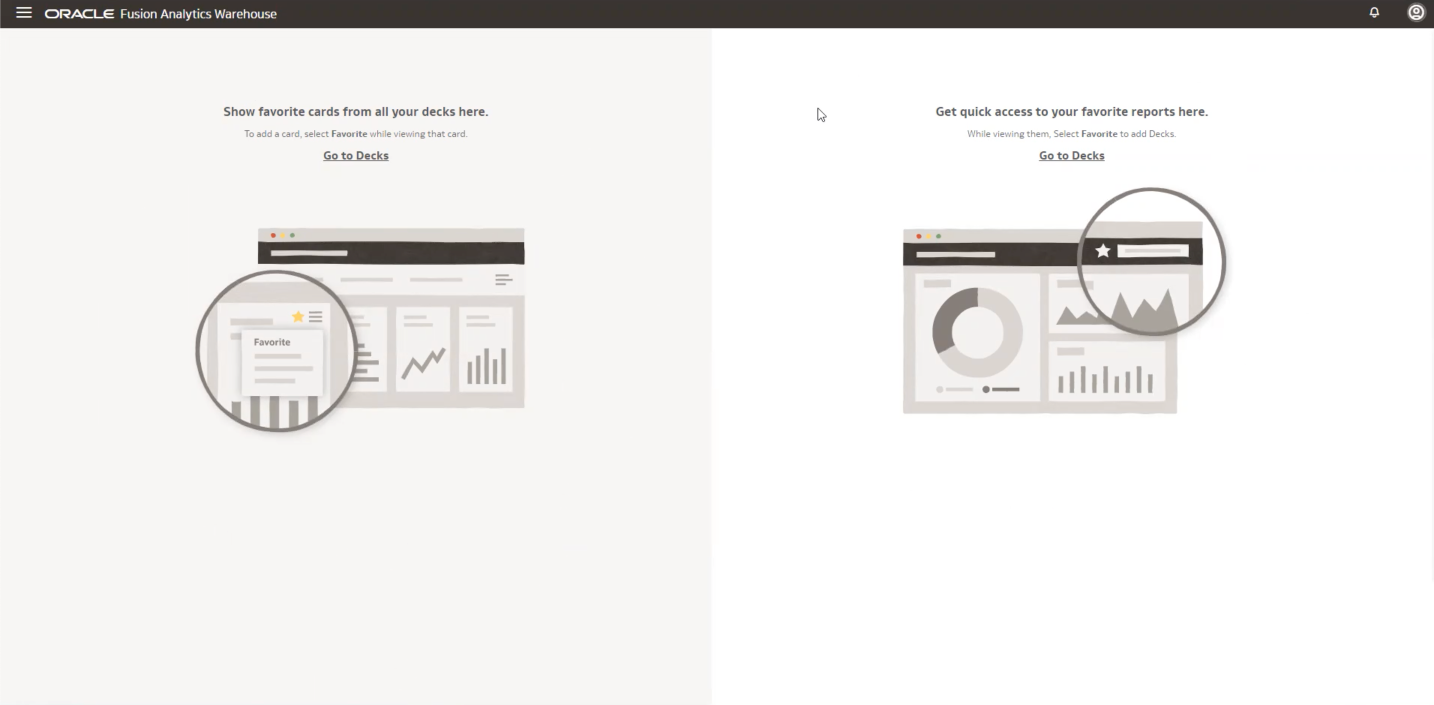 ORACLE Fusion Analytics Warehouse
Show favorite cards from all your decks here.
To add a card, select Favorite while viewing that card.
Go to Decks
Favorite
Get quick access to your favorite reports here.
While viewing them, Select Favorite to add Decks.
Go to Decks